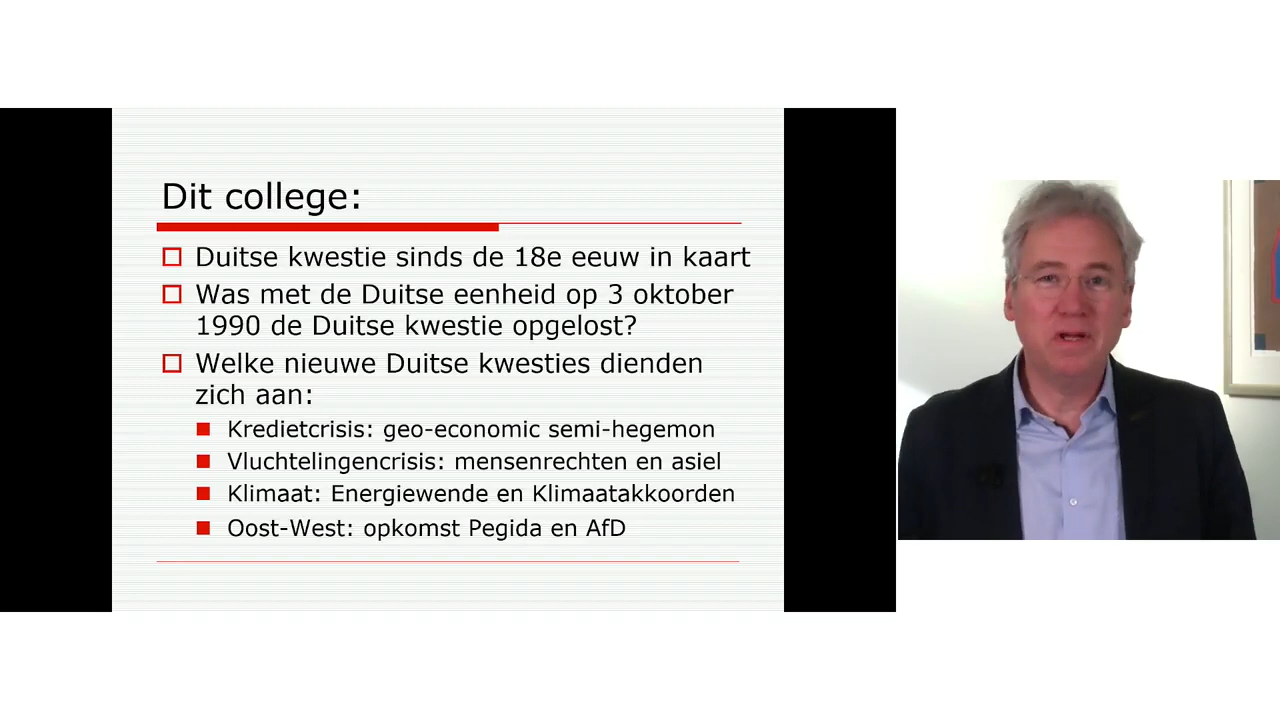 Dit college:
Duitse kwestie sinds de 18e eeuw in kaart
Was met de Duitse eenheid op 3 oktober
1990 de Duitse kwestie opgelost?
Welke nieuwe Duitse kwesties dienden
zich aan:
Kredietcrisis: geo-economic semi-hegemon
Vluchtelingencrisis: mensenrechten en asiel
Klimaat: Energiewende en Klimaatakkoorden
Oost-West: opkomst Pegida en AfD